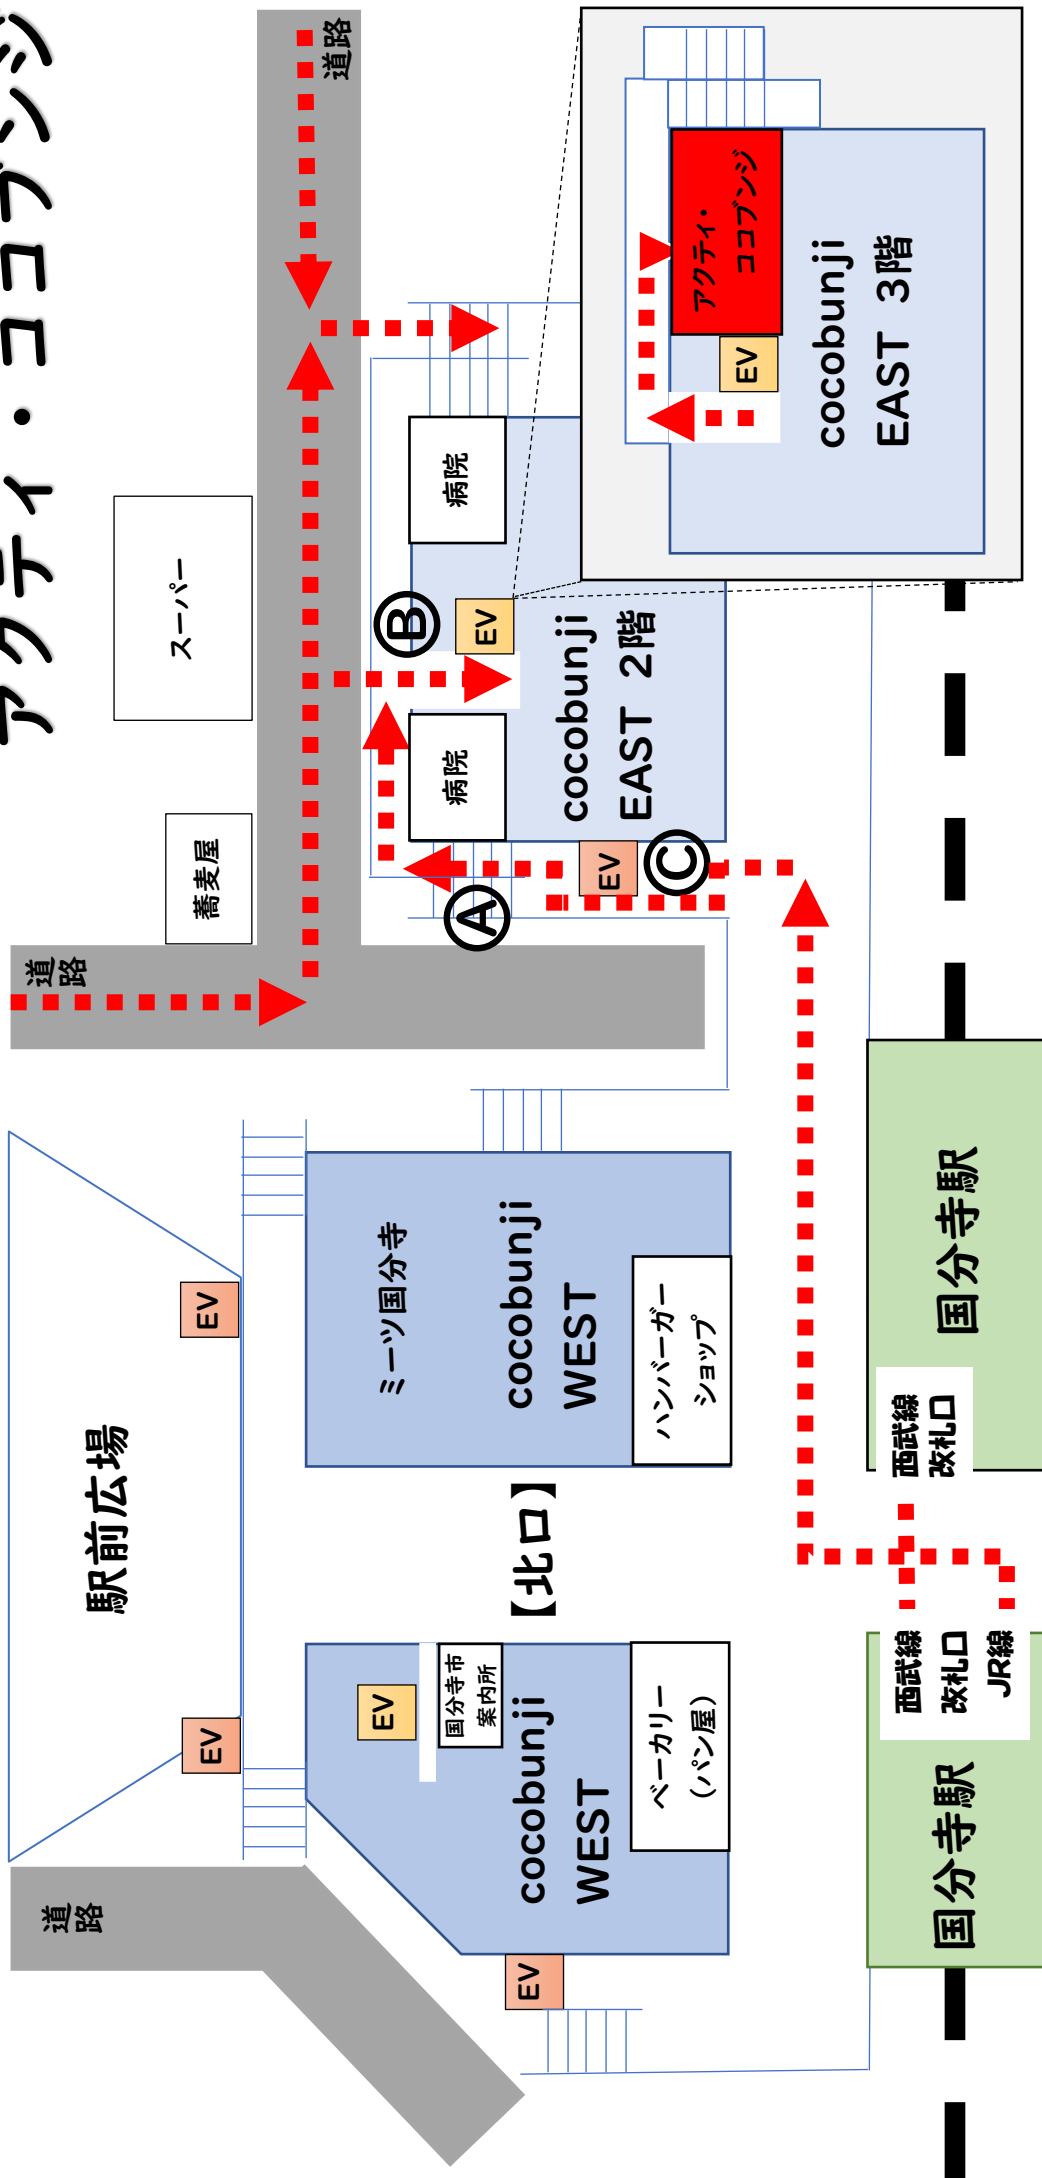 アクティ・ココブンジ
道路
駅前広場
EV
EV
道路
蕎麦屋
スーパー
道路
EV
国分寺市
案内所
cocobunji
WEST
ベーカリー
(パン屋)
EV
【北口】
ミーツ国分寺
cocobunji
WEST
ハンバーガー
ショップ
Ⓐ
Ⓑ
Ⓒ
EV
病院
EV
病院
cocobunji
EAST 2階
アクティ・
ココブンジ
EV
cocobunji
EAST 3階
国分寺駅
西武線
改札口
JR線
西武線
改札口
国分寺駅